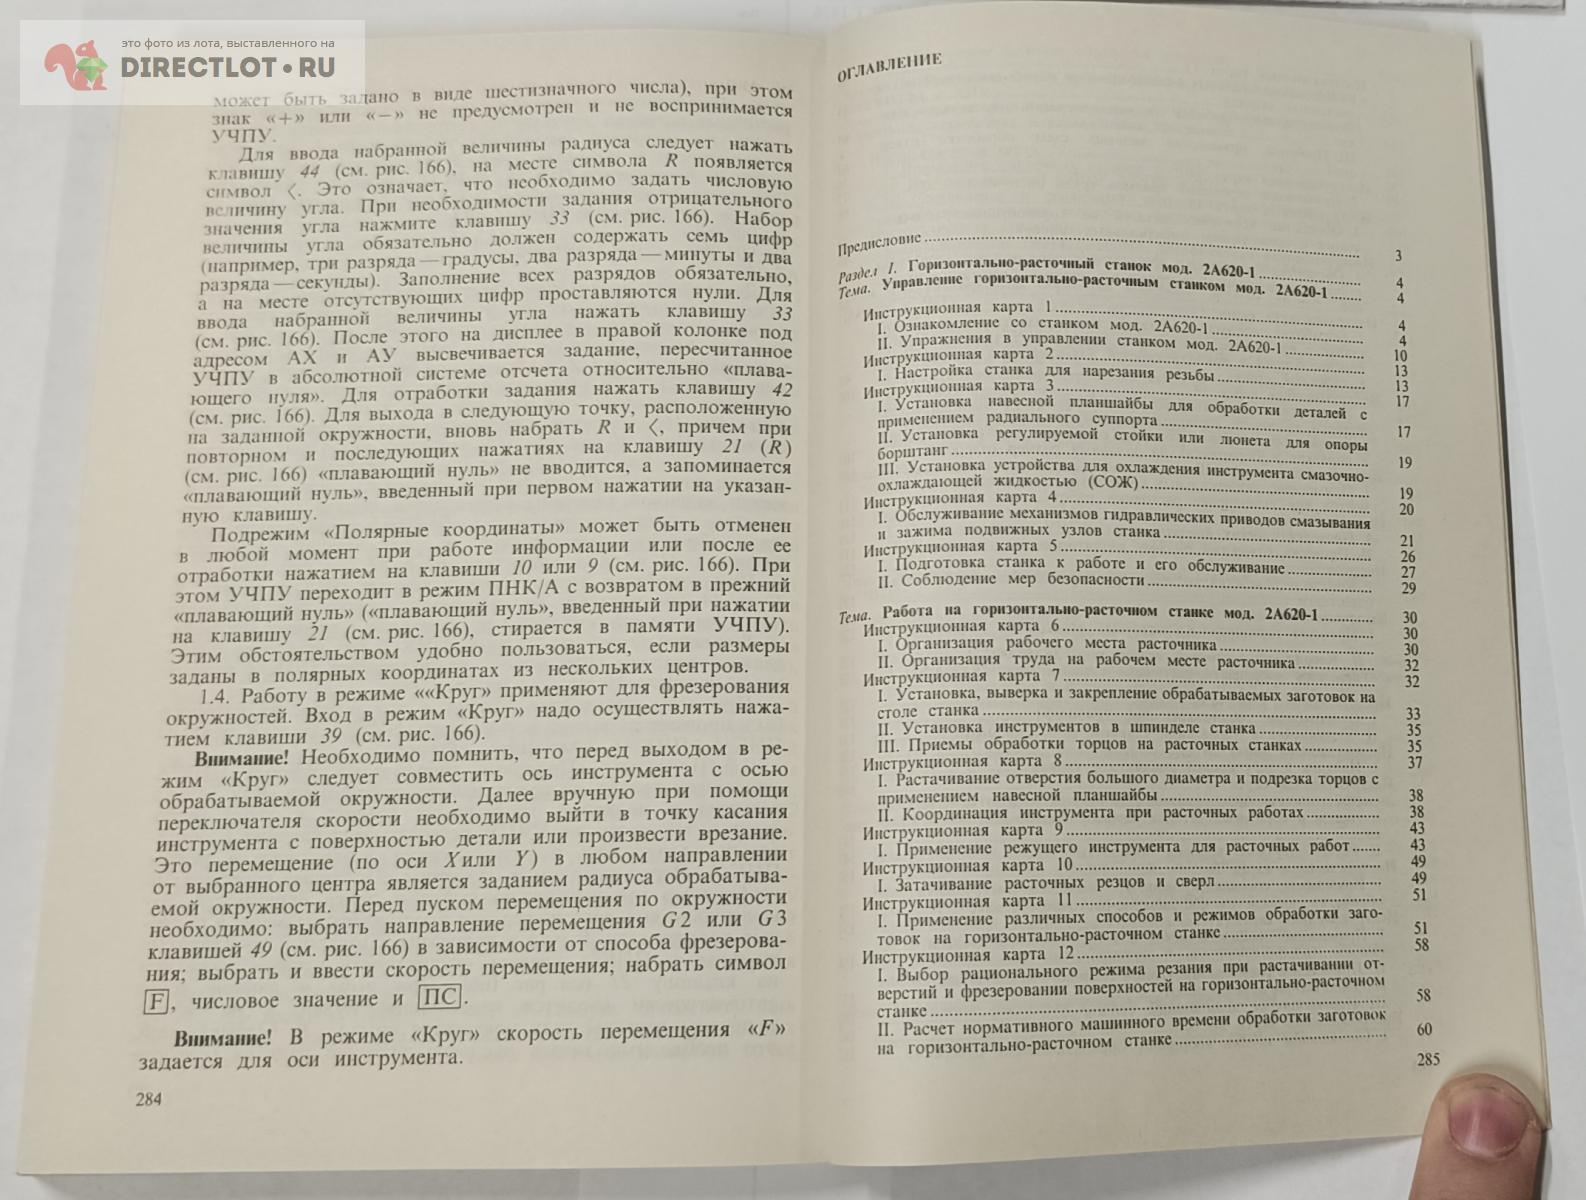 это фото из лота, выставленного на
DIRECTLOT•RU
может быть задано в виде шестизначного числа), при этом
знак «+» или «−» не предусмотрен и не воспринимается
УЧПУ.
Для ввода набранной величины радиуса следует нажать
клавишу 44 (см. рис. 166), на месте символа R появляется
символ <. Это означает, что необходимо задать числовую
величину угла. При необходимости задания отрицательного
значения угла нажмите клавишу 33 (см. рис. 166). Набор
величины угла обязательно должен содержать семь цифр
(например, три разряда — градусы, два разряда — минуты и два
разряда — секунды). Заполнение всех разрядов обязательно,
а на месте отсутствующих цифр проставляются нули. Для
ввода набранной величины угла нажать клавишу 33
(см. рис. 166). После этого на дисплее в правой колонке под
адресом АХ и АУ высвечивается задание, пересчитанное
УЧПУ в абсолютной системе отсчета относительно «плава-
ющего нуля». Для отработки задания нажать клавишу 42
(см. рис. 166). Для выхода в следующую точку, расположенную
на заданной окружности, вновь набрать R и <, причем при
повторном и последующих нажатиях на клавишу 21 (R)
(см. рис. 166) «плавающий нуль» не вводится, а запоминается
«плавающий нуль», введенный при первом нажатии на указан-
ную клавишу.
Подрежим «Полярные координаты» может быть отменен
в любой момент при работе информации или после ее
отработки нажатием на клавиши 10 или 9 (см. рис. 166). При
этом УЧПУ переходит в режим ПНК/А с возвратом в прежний
«плавающий нуль» («плавающий нуль», введенный при нажатии
на клавишу 21 (см. рис. 166), стирается в памяти УЧПУ).
Этим обстоятельством удобно пользоваться, если размеры
заданы в полярных координатах из нескольких центров.
1.4. Работу в режиме ««Круг» применяют для фрезерования
окружностей. Вход в режим «Круг» надо осуществлять нажа-
тием клавиши 39 (см. рис. 166).
Внимание! Необходимо помнить, что перед выходом в ре-
жим «Круг» следует совместить ось инструмента с осью
обрабатываемой окружности. Далее вручную при помощи
переключателя скорости необходимо выйти в точку касания
инструмента с поверхностью детали или произвести врезание.
Это перемещение (по оси X или Y) в любом направлении
от выбранного центра является заданием радиуса обрабатыва-
емой окружности. Перед пуском перемещения по окружности
необходимо: выбрать направление перемещения G2 или G3
клавишей 49 (см. рис. 166) в зависимости от способа фрезерова-
ния; выбрать и ввести скорость перемещения; набрать символ
F, числовое значение и ПС.
Внимание! В режиме «Круг» скорость перемещения «F»
задается для оси инструмента.
284
ОГЛАВЛЕНИЕ
Предисловие ........ 3
Раздел I. Горизонтально-расточный станок мод. 2А620-1 ........ 4
Тема. Управление горизонтально-расточным станком мод. 2А620-1 ........ 4
Инструкционная карта 1 ........ 4
I. Ознакомление со станком мод. 2А620-1 ........ 4
II. Упражнения в управлении станком мод. 2А620-1 ........ 10
Инструкционная карта 2 ........ 13
I. Настройка станка для нарезания резьбы ........ 13
Инструкционная карта 3 ........ 17
I. Установка навесной планшайбы для обработки деталей с
применением радиального суппорта ........ 17
II. Установка регулируемой стойки или люнета для опоры
борштанг ........ 19
III. Установка устройства для охлаждения инструмента смазочно-
охлаждающей жидкостью (СОЖ) ........ 19
Инструкционная карта 4 ........ 20
I. Обслуживание механизмов гидравлических приводов смазывания
и зажима подвижных узлов станка ........ 21
Инструкционная карта 5 ........ 26
I. Подготовка станка к работе и его обслуживание ........ 27
II. Соблюдение мер безопасности ........ 29
Тема. Работа на горизонтально-расточном станке мод. 2А620-1 ........ 30
Инструкционная карта 6 ........ 30
I. Организация рабочего места расточника ........ 30
II. Организация труда на рабочем месте расточника ........ 32
Инструкционная карта 7 ........ 32
I. Установка, выверка и закрепление обрабатываемых заготовок на
столе станка ........ 33
II. Установка инструментов в шпинделе станка ........ 35
III. Приемы обработки торцов на расточных станках ........ 35
Инструкционная карта 8 ........ 37
I. Растачивание отверстия большого диаметра и подрезка торцов с
применением навесной планшайбы ........ 38
II. Координация инструмента при расточных работах ........ 38
Инструкционная карта 9 ........ 43
I. Применение режущего инструмента для расточных работ ........ 43
Инструкционная карта 10 ........ 49
I. Затачивание расточных резцов и сверл ........ 49
Инструкционная карта 11 ........ 51
I. Применение различных способов и режимов обработки заго-
товок на горизонтально-расточном станке ........ 51
Инструкционная карта 12 ........ 58
I. Выбор рационального режима резания при растачивании от-
верстий и фрезеровании поверхностей на горизонтально-расточном
станке ........ 58
II. Расчет нормативного машинного времени обработки заготовок
на горизонтально-расточном станке ........ 60
285